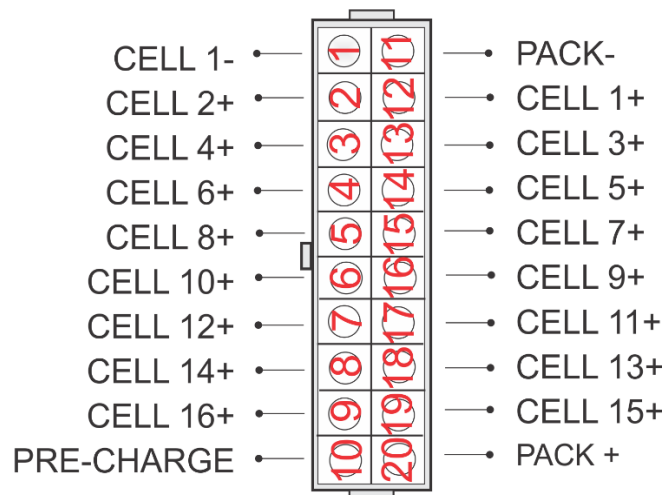 CELL 1- 1 11 PACK-
CELL 2+ 2 12 CELL 1+
CELL 4+ 3 13 CELL 3+
CELL 6+ 4 14 CELL 5+
CELL 8+ 5 15 CELL 7+
CELL 10+ 6 16 CELL 9+
CELL 12+ 7 17 CELL 11+
CELL 14+ 8 18 CELL 13+
CELL 16+ 9 19 CELL 15+
PRE-CHARGE 10 20 PACK +